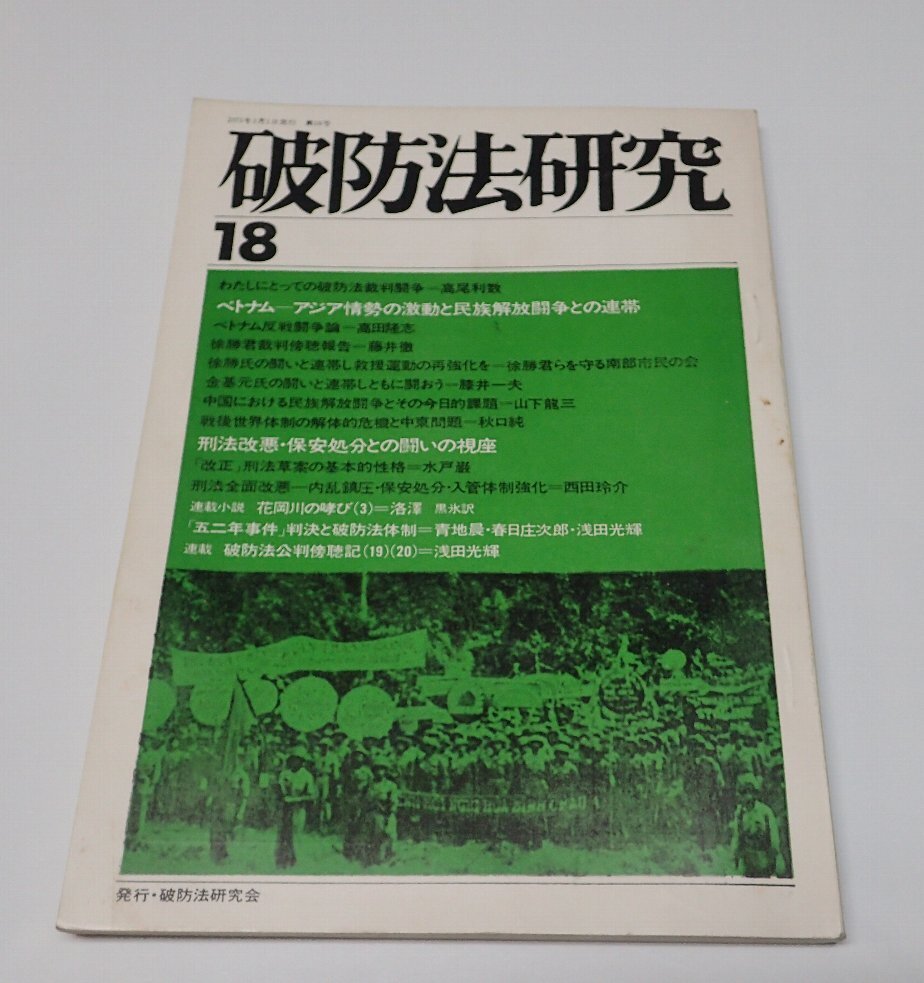 破防法研究
18
わたしにとっての破防法裁判闘争＝高尾利数
ベトナム―アジア情勢の激動と民族解放闘争との連帯
ベトナム反戦闘争論＝高田隆志
徐勝君裁判傍聴報告＝藤井徹
徐勝氏の闘いと連帯し救援運動の再強化を＝徐勝君らを守る南部市民の会
金基元氏の闘いと連帯しともに闘おう＝藤井一夫
中国における民族解放闘争とその今日的課題＝山下龍三
戦後世界体制の解体的危機と中東問題＝秋口純
刑法改悪・保安処分との闘いの視座
「改正」刑法草案の基本的性格＝水戸巌
刑法全面改悪―内乱鎮圧・保安処分・入管体制強化＝西田玲介
連載小説 花岡川の哮び(3)＝洛澤 黒氷訳
「五二年事件」判決と破防法体制＝青地晨・春日庄次郎・浅田光輝
連載 破防法公判傍聴記(19)(20)＝浅田光輝
発行・破防法研究会